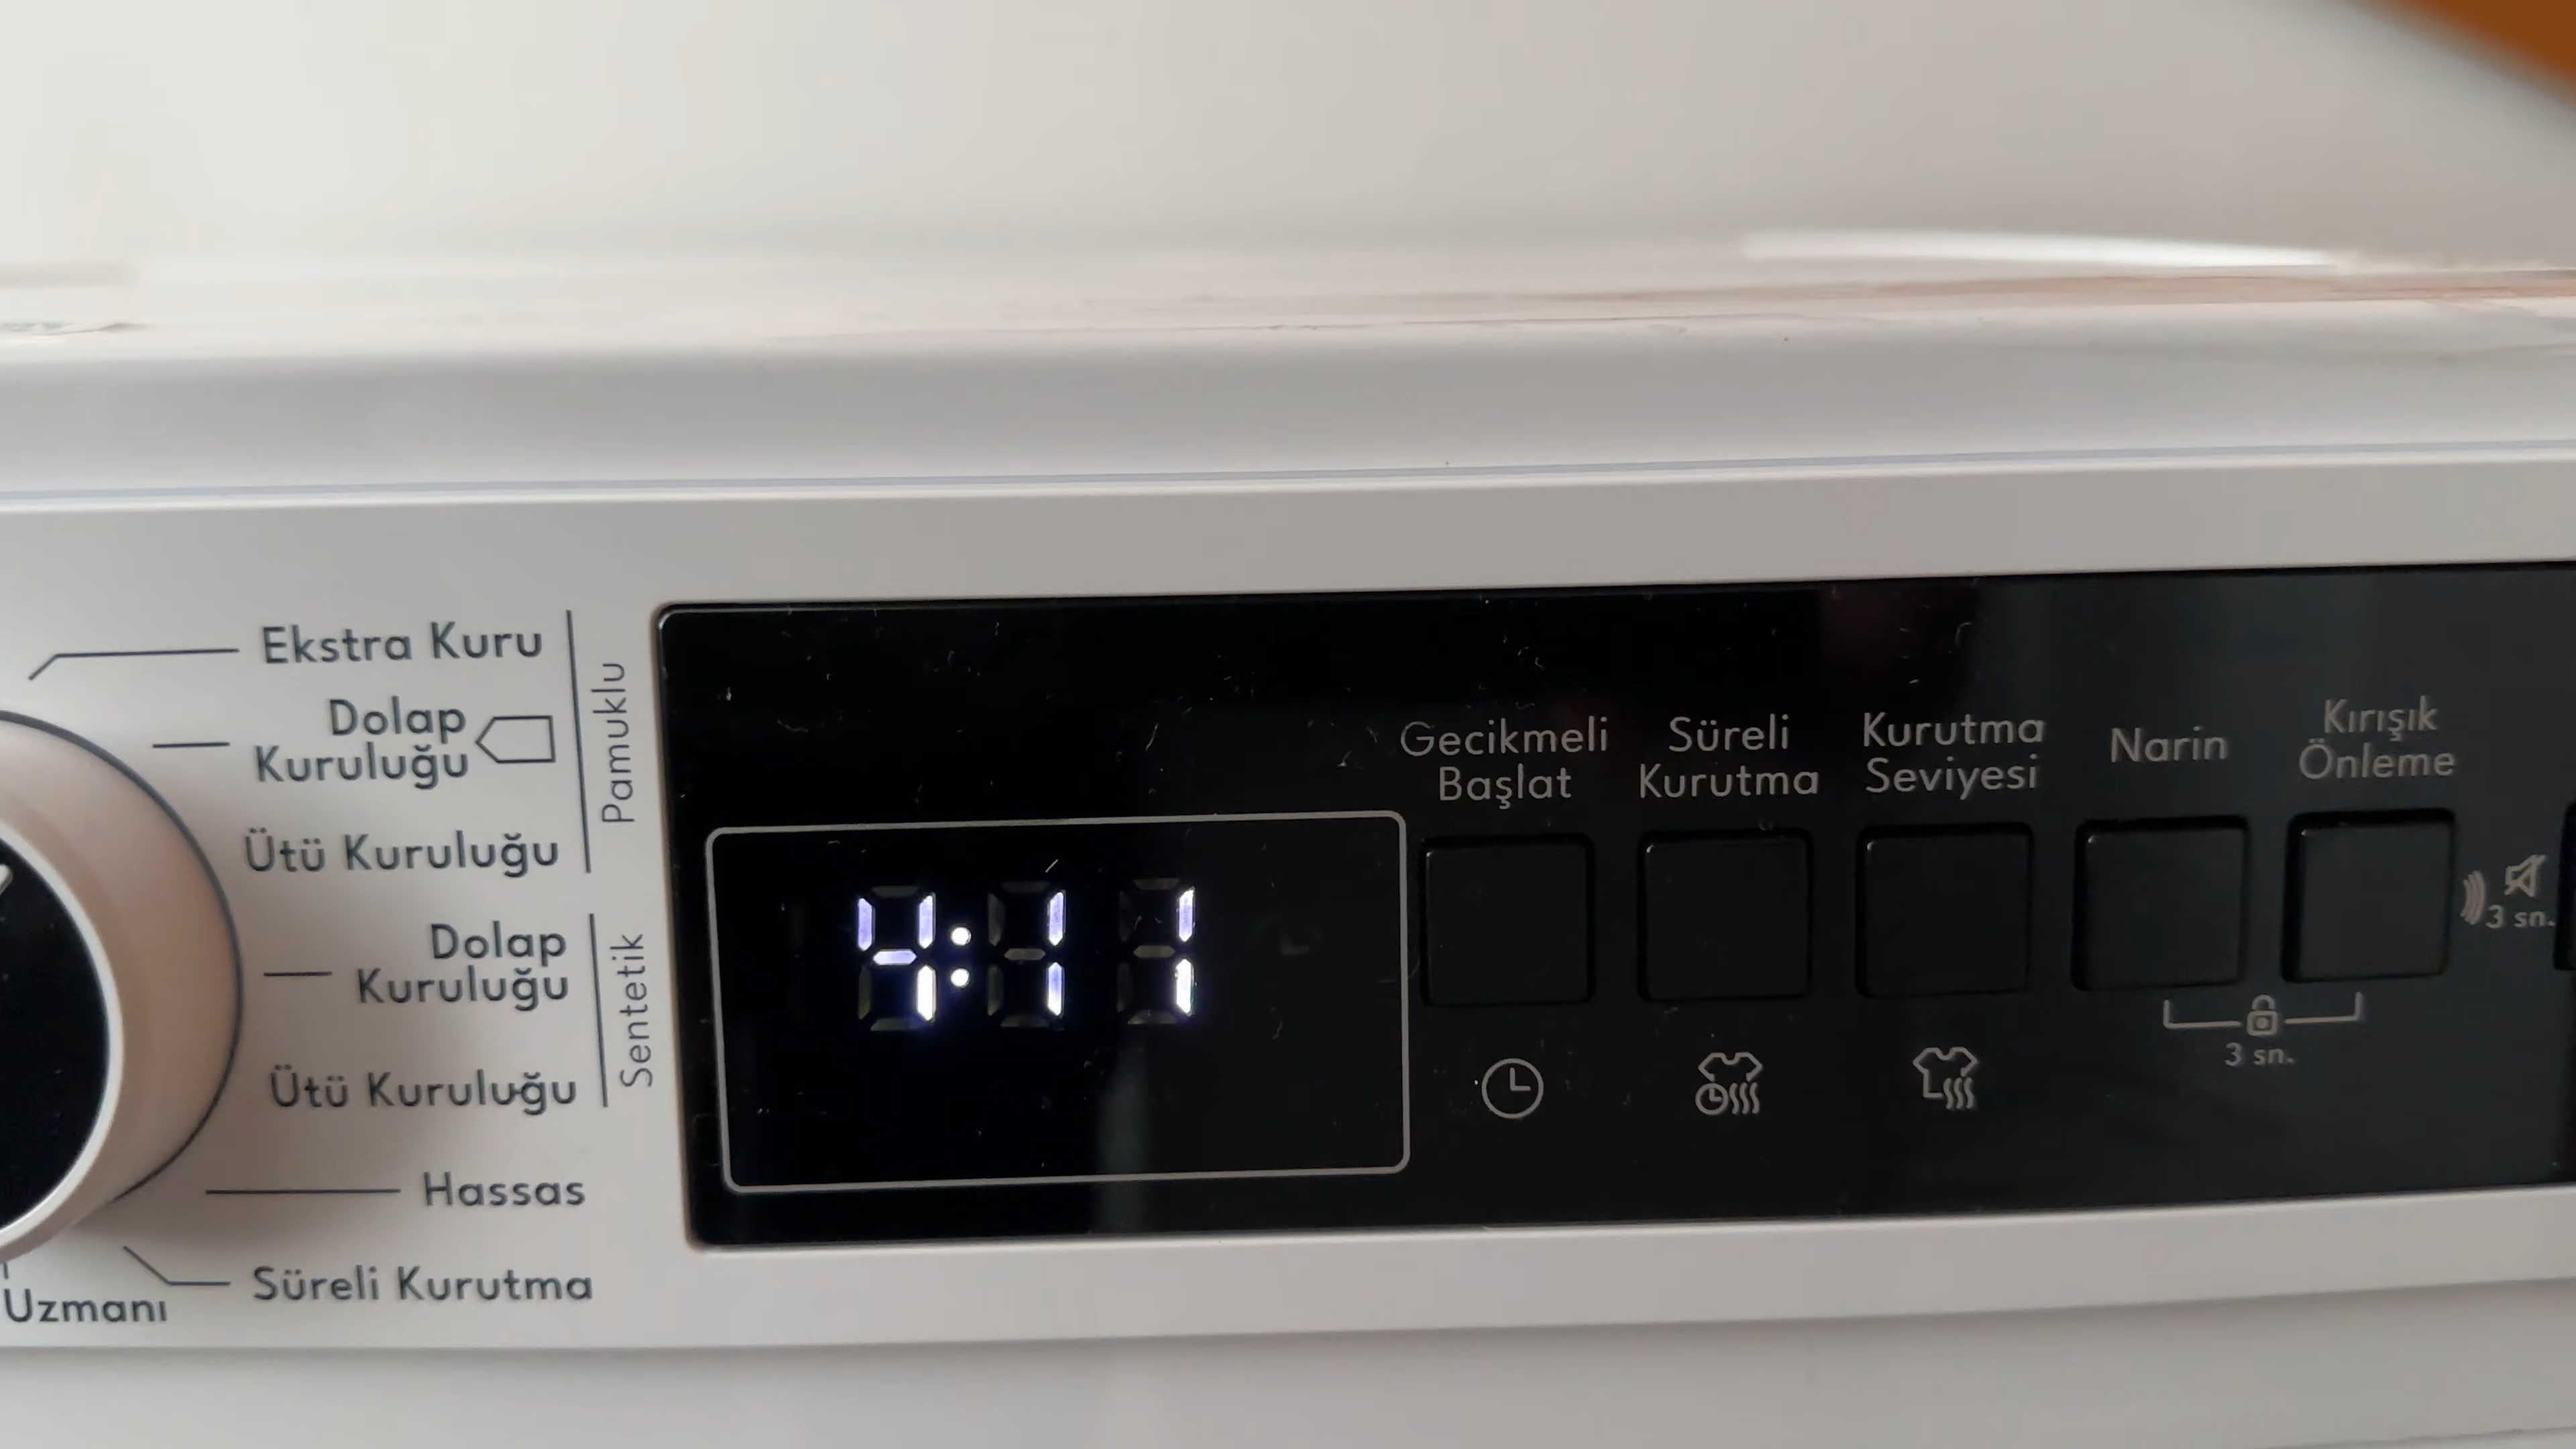 Ekstra Kuru
Dolap
Kuruluğu
Ütü Kuruluğu
Pamuklu
Dolap
Kuruluğu
Ütü Kuruluğu
Sentetik
Hassas
Süreli Kurutma
Uzmanı
4:11
Gecikmeli
Başlat
Süreli
Kurutma
Kurutma
Seviyesi
Narin
Kırışık
Önleme
3 sn.
3 sn.